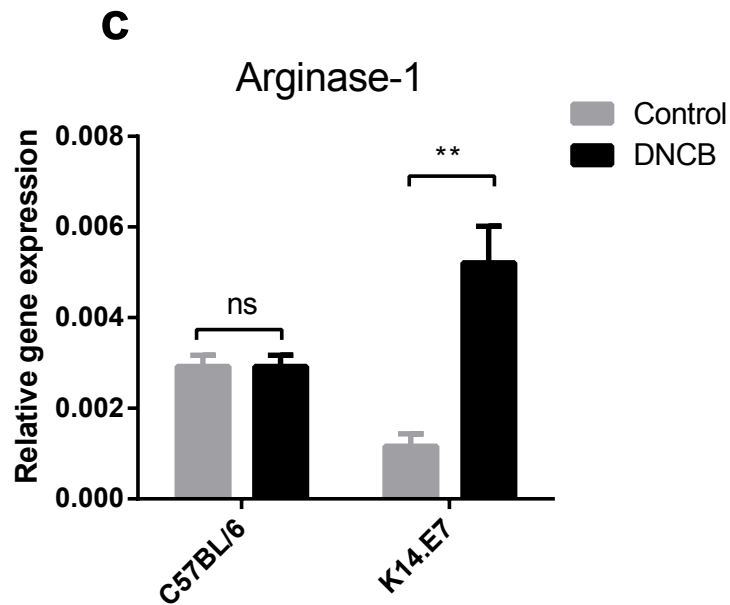 c
Arginase-1
Control
DNCB
Relative gene expression
0.008
0.006
0.004
0.002
0.000
ns
**
C57BL/6
K14.E7